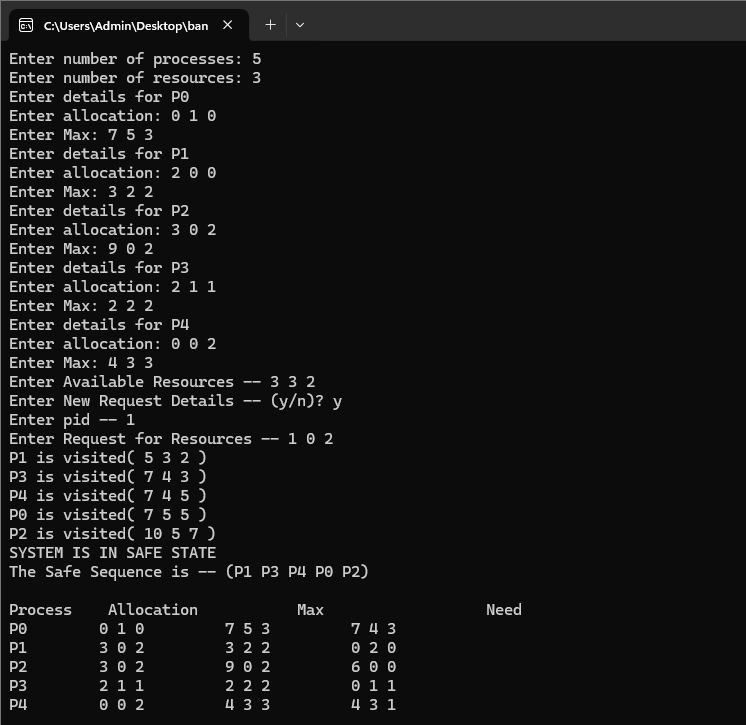 C:\Users\Admin\Desktop\ban
Enter number of processes: 5
Enter number of resources: 3
Enter details for P0
Enter allocation: 0 1 0
Enter Max: 7 5 3
Enter details for P1
Enter allocation: 2 0 0
Enter Max: 3 2 2
Enter details for P2
Enter allocation: 3 0 2
Enter Max: 9 0 2
Enter details for P3
Enter allocation: 2 1 1
Enter Max: 2 2 2
Enter details for P4
Enter allocation: 0 0 2
Enter Max: 4 3 3
Enter Available Resources -- 3 3 2
Enter New Request Details -- (y/n)? y
Enter pid -- 1
Enter Request for Resources -- 1 0 2
P1 is visited( 5 3 2 )
P3 is visited( 7 4 3 )
P4 is visited( 7 4 5 )
P0 is visited( 7 5 5 )
P2 is visited( 10 5 7 )
SYSTEM IS IN SAFE STATE
The Safe Sequence is -- (P1 P3 P4 P0 P2)
Process    Allocation           Max                  Need
P0        0 1 0         7 5 3         7 4 3
P1        3 0 2         3 2 2         0 2 0
P2        3 0 2         9 0 2         6 0 0
P3        2 1 1         2 2 2         0 1 1
P4        0 0 2         4 3 3         4 3 1